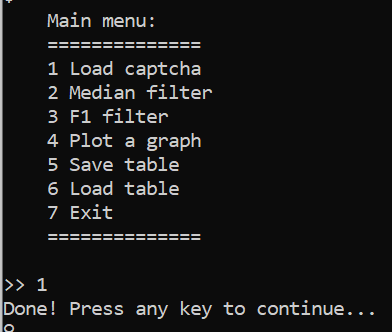 Main menu:
==============
1 Load captcha
2 Median filter
3 F1 filter
4 Plot a graph
5 Save table
6 Load table
7 Exit
==============
>> 1
Done! Press any key to continue...